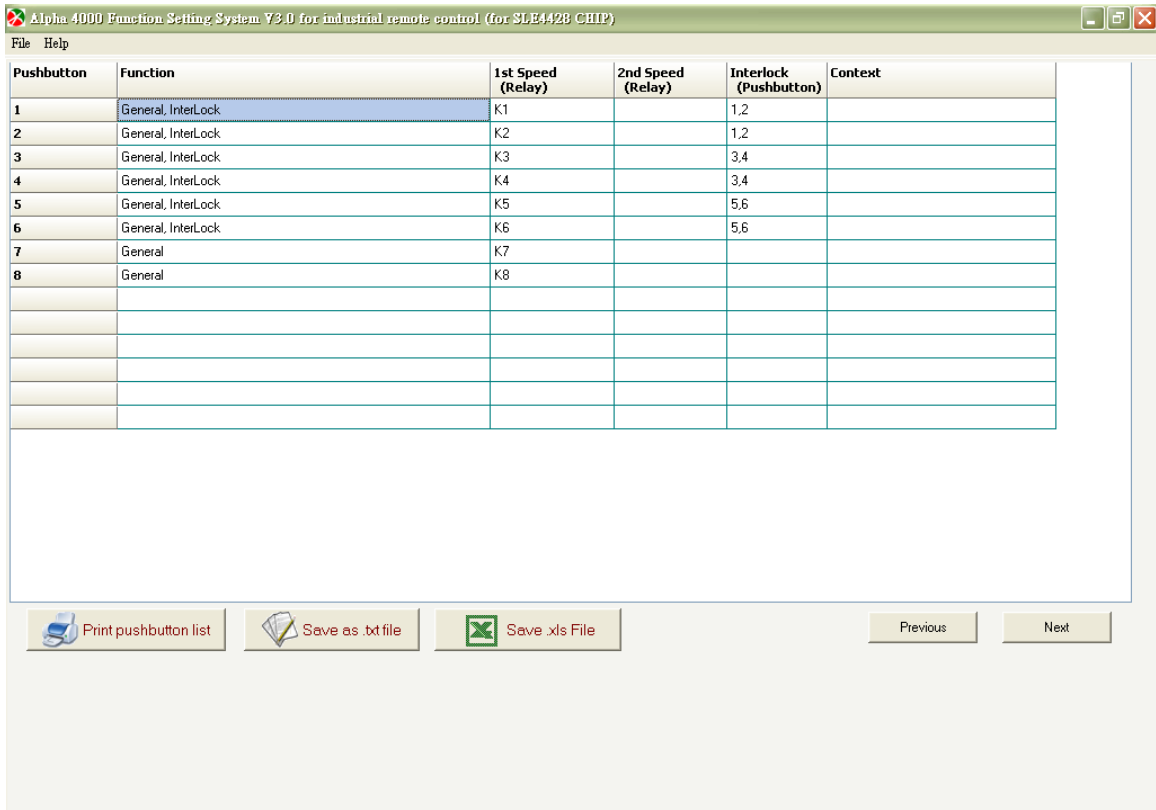 Alpha 4000 Function Setting System V3.0 for industrial remote control (for SLE4428 CHIP)
File Help
Pushbutton Function 1st Speed (Relay) 2nd Speed (Relay) Interlock (Pushbutton) Context
1 General, InterLock K1 1,2
2 General, InterLock K2 1,2
3 General, InterLock K3 3,4
4 General, InterLock K4 3,4
5 General, InterLock K5 5,6
6 General, InterLock K6 5,6
7 General K7
8 General K8
Print pushbutton list Save as .txt file Save .xls File Previous Next